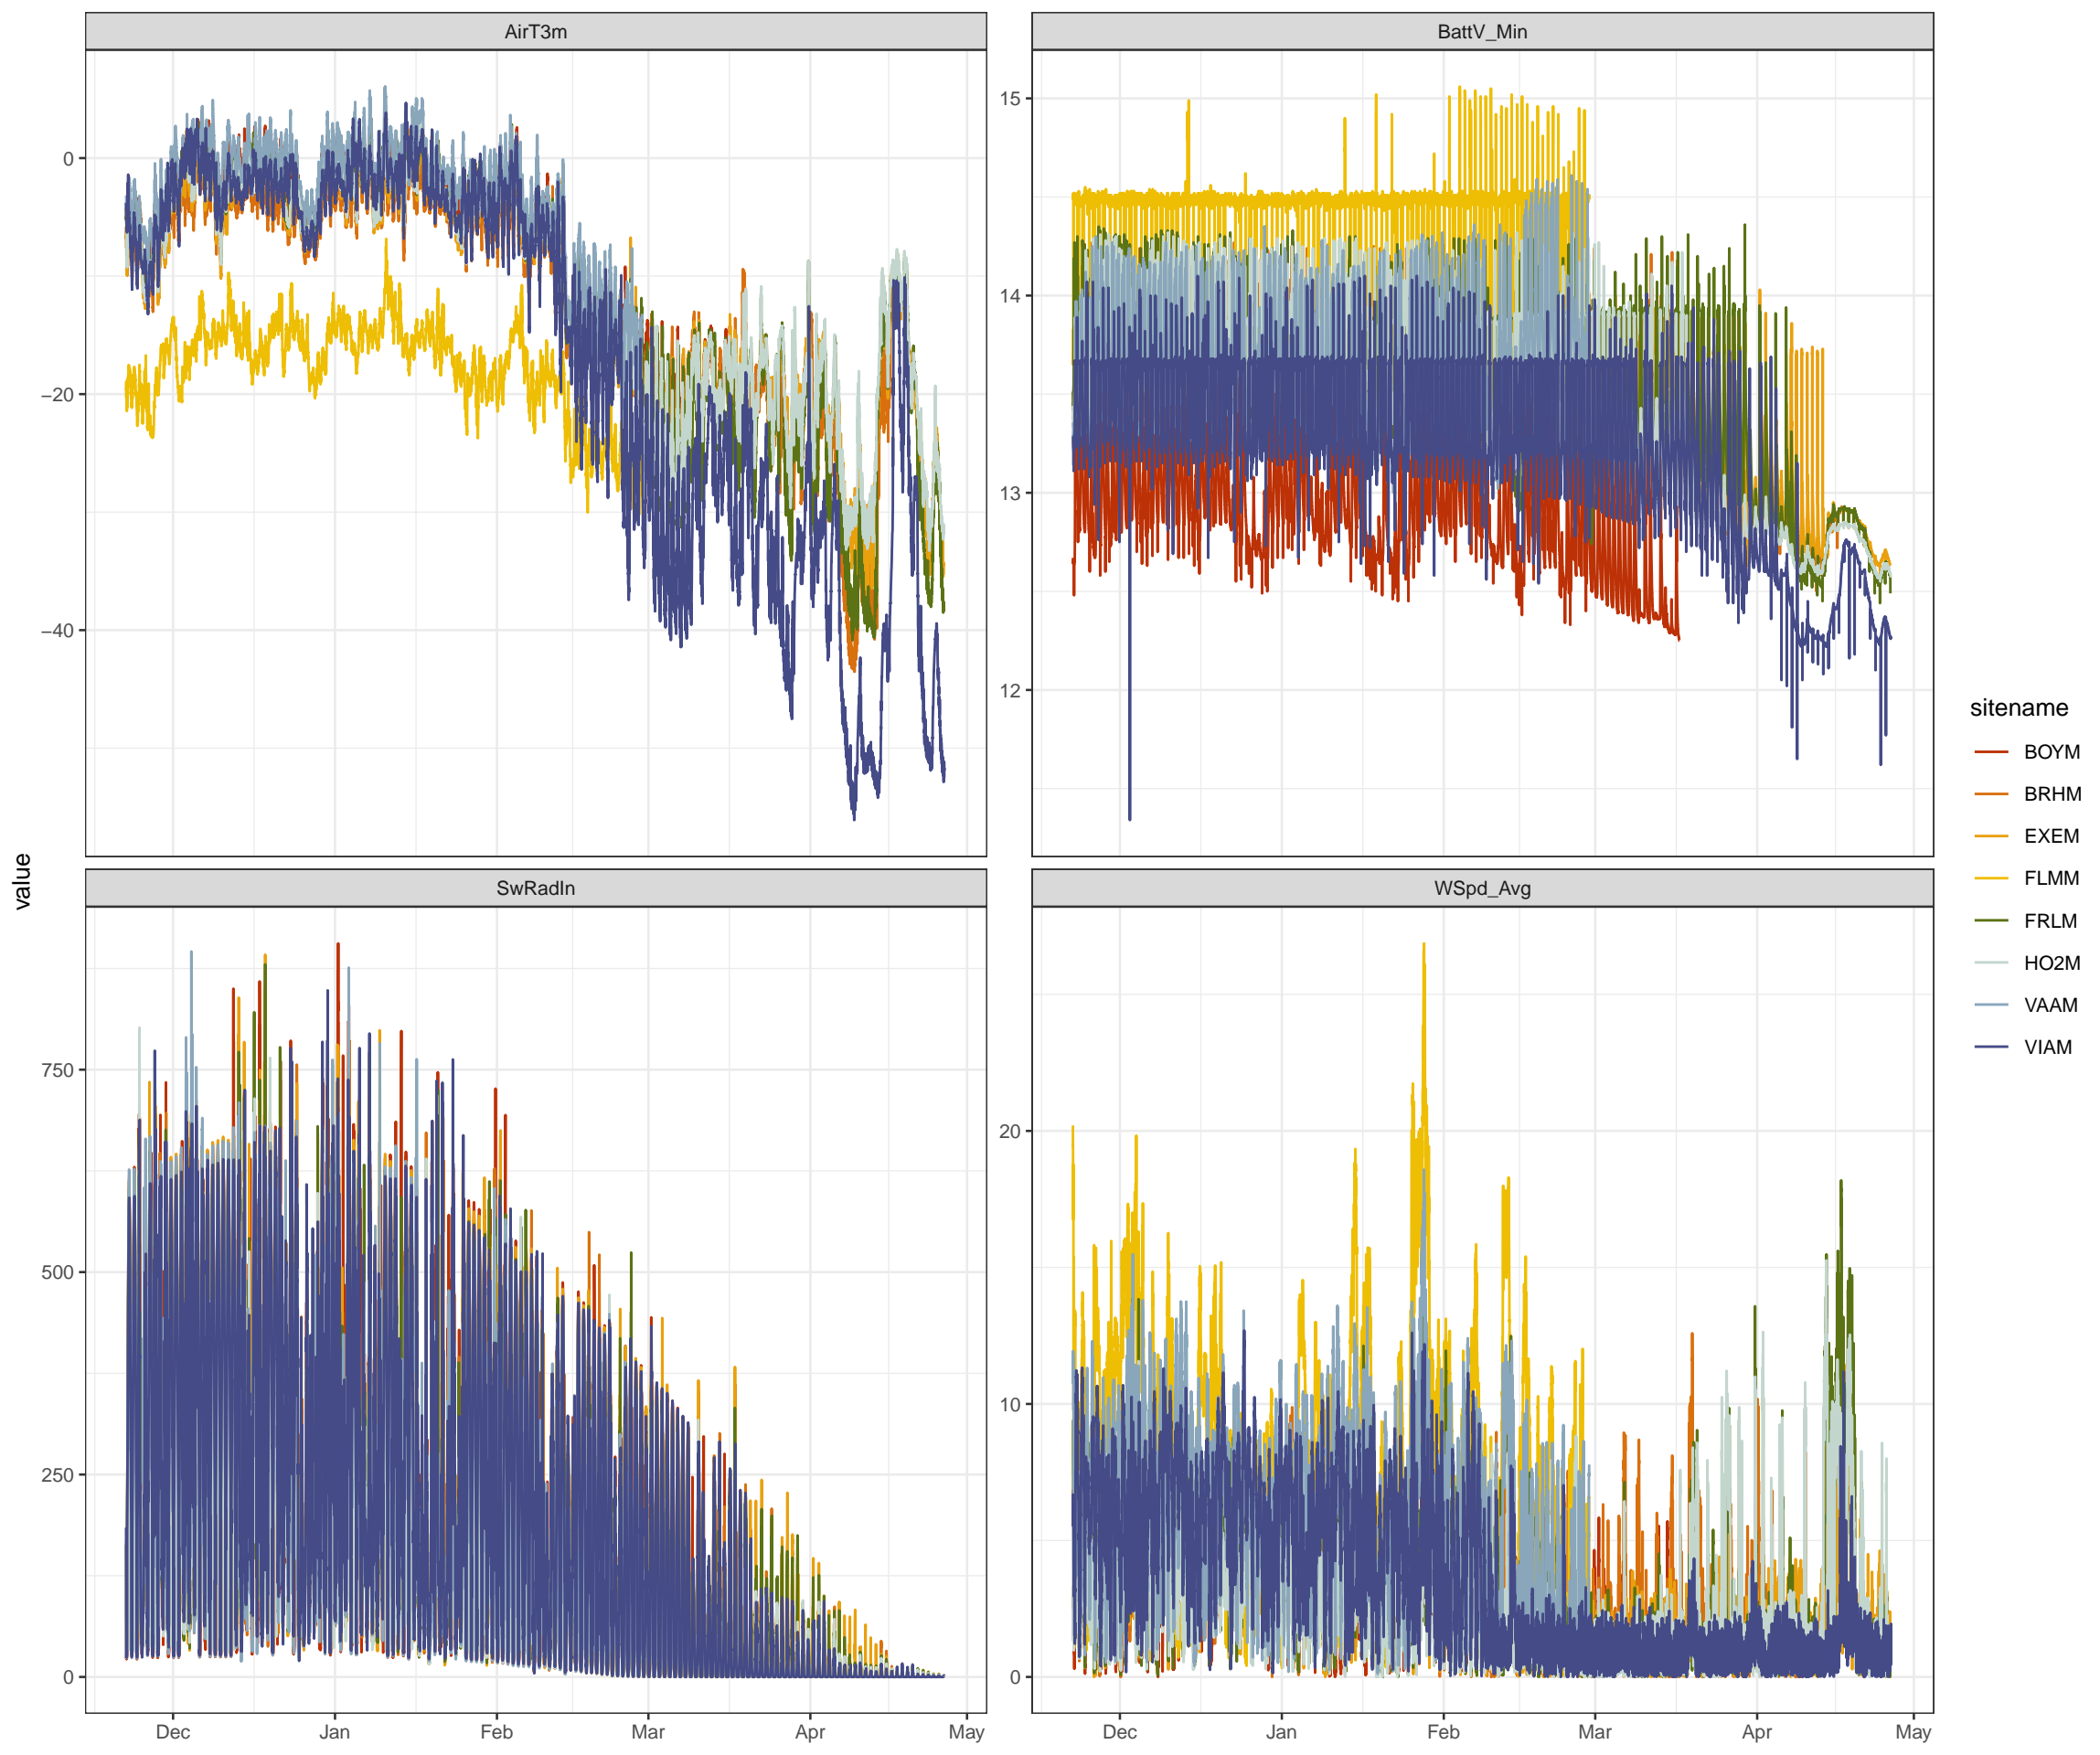 AirT3m
BattV_Min
0
−20
−40
15
14
13
12
SwRadIn
WSpd_Avg
750
500
250
0
20
10
0
Dec Jan Feb Mar Apr May
Dec Jan Feb Mar Apr May
value
sitename
BOYM
BRHM
EXEM
FLMM
FRLM
HO2M
VAAM
VIAM